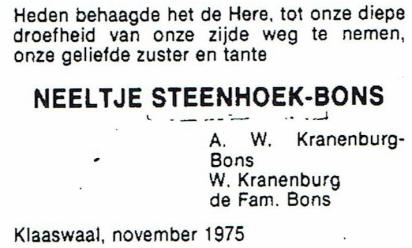 Heden behaagde het de Here, tot onze diepe
droefheid van onze zijde weg te nemen,
onze geliefde zuster en tante
NEELTJE STEENHOEK-BONS
A. W. Kranenburg-
Bons
W. Kranenburg
de Fam. Bons
Klaaswaal, november 1975